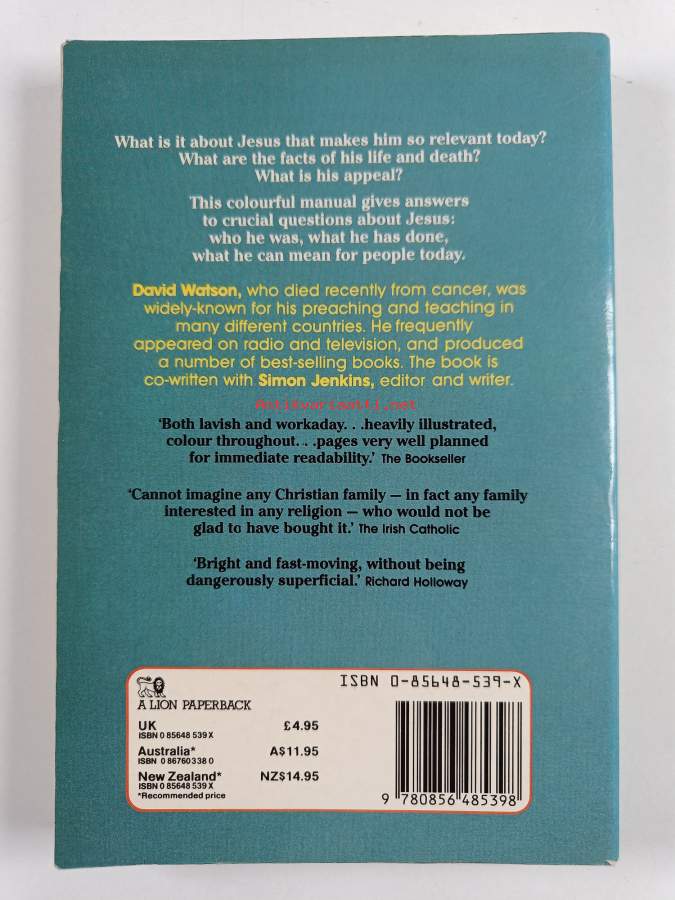 What is it about Jesus that makes him so relevant today?
What are the facts of his life and death?
What is his appeal?
This colourful manual gives answers
to crucial questions about Jesus:
who he was, what he has done,
what he can mean for people today.
David Watson, who died recently from cancer, was
widely-known for his preaching and teaching in
many different countries. He frequently
appeared on radio and television, and produced
a number of best-selling books. The book is
co-written with Simon Jenkins, editor and writer.
Antikvariaatti.net
'Both lavish and workaday. . .heavily illustrated,
colour throughout. . .pages very well planned
for immediate readability.' The Bookseller
'Cannot imagine any Christian family – in fact any family
interested in any religion – who would not be
glad to have bought it.' The Irish Catholic
'Bright and fast-moving, without being
dangerously superficial.' Richard Holloway
ISBN 0-85648-539-X
A LION PAPERBACK
UK £4.95
ISBN 0 85648 539 X
Australia* A$11.95
ISBN 0 86760 338 0
New Zealand* NZ$14.95
ISBN 0 85648 539 X
*Recommended price
9 780856 485398